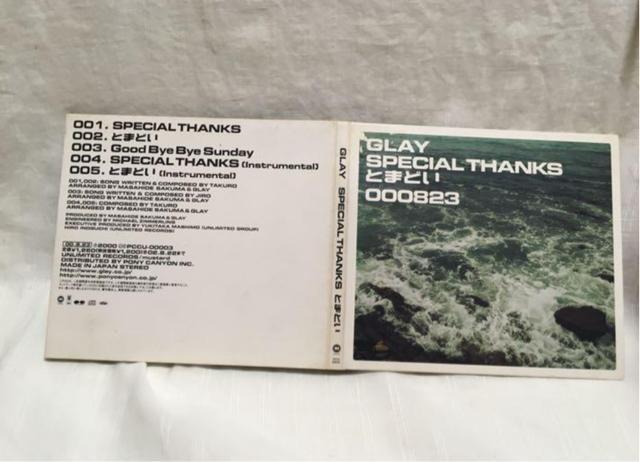 001. SPECIAL THANKS
002. とまどい
003. Good Bye Bye Sunday
004. SPECIAL THANKS (Instrumental)
005. とまどい (Instrumental)
001,002: SONG WRITTEN & COMPOSED BY TAKURO
ARRANGED BY MASAHIDE SAKUMA & GLAY
003: SONG WRITTEN & COMPOSED BY JIRO
ARRANGED BY MASAHIDE SAKUMA & GLAY
004,005: COMPOSED BY TAKURO
ARRANGED BY MASAHIDE SAKUMA & GLAY
PRODUCED BY MASAHIDE SAKUMA & GLAY
ENGINEERED BY MICHAEL ZIMMERLING
EXECUTIVE PRODUCED BY YUKITAKA MASHIMO (UNLIMITED GROUP)
(UNLIMITED RECORDS)
00.8.23 ℗2000 PCCU-00003
UNLIMITED RECORDS/mustard
DISTRIBUTED BY PONY CANYON INC.
MADE IN JAPAN STEREO
http://www.glay.co.jp/
http://www.ponycanyon.co.jp/
GLAY SPECIAL THANKS とまどい
GLAY
SPECIAL THANKS
とまどい
000823